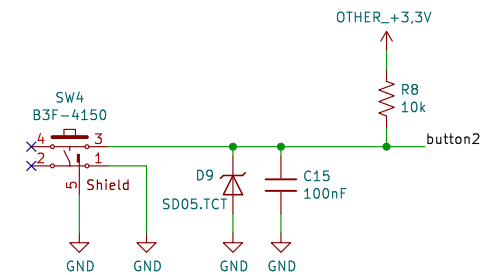 OTHER_+3,3V
R8
10k
SW4
B3F-4150
4
3
2
1
5
Shield
button2
D9
SD05.TCT
C15
100nF
GND
GND
GND
GND